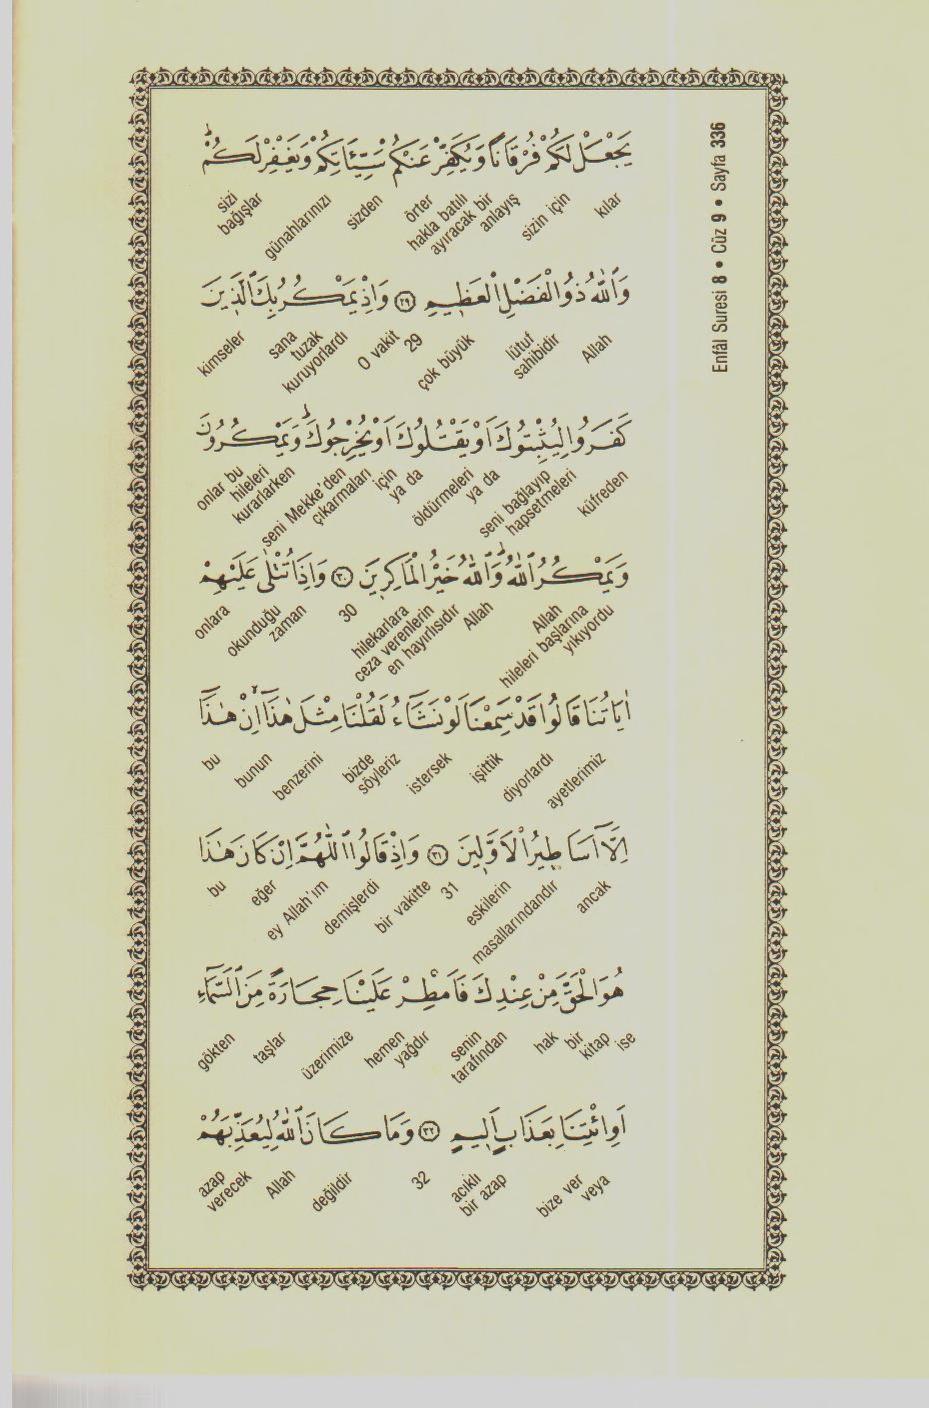 Enfâl Suresi 8 • Cüz 9 • Sayfa 336
يَجْعَلْ لَكُمْ فُرْقَانًا وَيُكَفِّرْ عَنْكُمْ سَيِّئَاتِكُمْ وَيَغْفِرْ لَكُمْۜ
kılar sizin için hakla batılı ayıracak bir anlayış örter sizden günahlarınızı sizi bağışlar
وَاللّٰهُ ذُو الْفَضْلِ الْعَظ۪يمِ ﴿٢٩﴾ وَاِذْ يَمْكُرُ بِكَ الَّذ۪ينَ
Allah lütuf sahibidir çok büyük 29 O vakit sana tuzak kuruyorlardı kimseler
كَفَرُوا لِيُثْبِتُوكَ اَوْ يَقْتُلُوكَ اَوْ يُخْرِجُوكَۜ وَيَمْكُرُونَ
küfreden seni bağlayıp hapsetmeleri ya da öldürmeleri ya da için seni Mekke'den çıkarmaları onlar bu hileleri kurarlarken
وَيَمْكُرُ اللّٰهُۜ وَاللّٰهُ خَيْرُ الْمَاكِر۪ينَ ﴿٣٠﴾ وَاِذَا تُتْلٰى عَلَيْهِمْ
Allah hileleri başlarına yıkıyordu Allah hilekarlara ceza verenlerin en hayırlısıdır 30 okunduğu zaman onlara
اٰيَاتُنَا قَالُوا قَدْ سَمِعْنَا لَوْ نَشَٓاءُ لَقُلْنَا مِثْلَ هٰذَٓاۙ اِنْ هٰذَٓا
ayetlerimiz diyorlardı işittik istersek bizde söyleriz benzerini bunun bu
اِلَّٓا اَسَاط۪يرُ الْاَوَّل۪ينَ ﴿٣١﴾ وَاِذْ قَالُوا اللّٰهُمَّ اِنْ كَانَ هٰذَا
ancak masallarındandır eskilerin 31 bir vakitte demişlerdi ey Allah'ım eğer bu
هُوَ الْحَقَّ مِنْ عِنْدِكَ فَاَمْطِرْ عَلَيْنَا حِجَارَةً مِنَ السَّمَٓاءِ
ise bir kitap hak senin tarafından hemen yağdır üzerimize taşlar gökten
اَوِ ائْتِنَا بِعَذَابٍ اَل۪يمٍ ﴿٣٢﴾ وَمَا كَانَ اللّٰهُ لِيُعَذِّبَهُمْ
veya bize ver acıklı bir azap 32 değildir Allah azap verecek